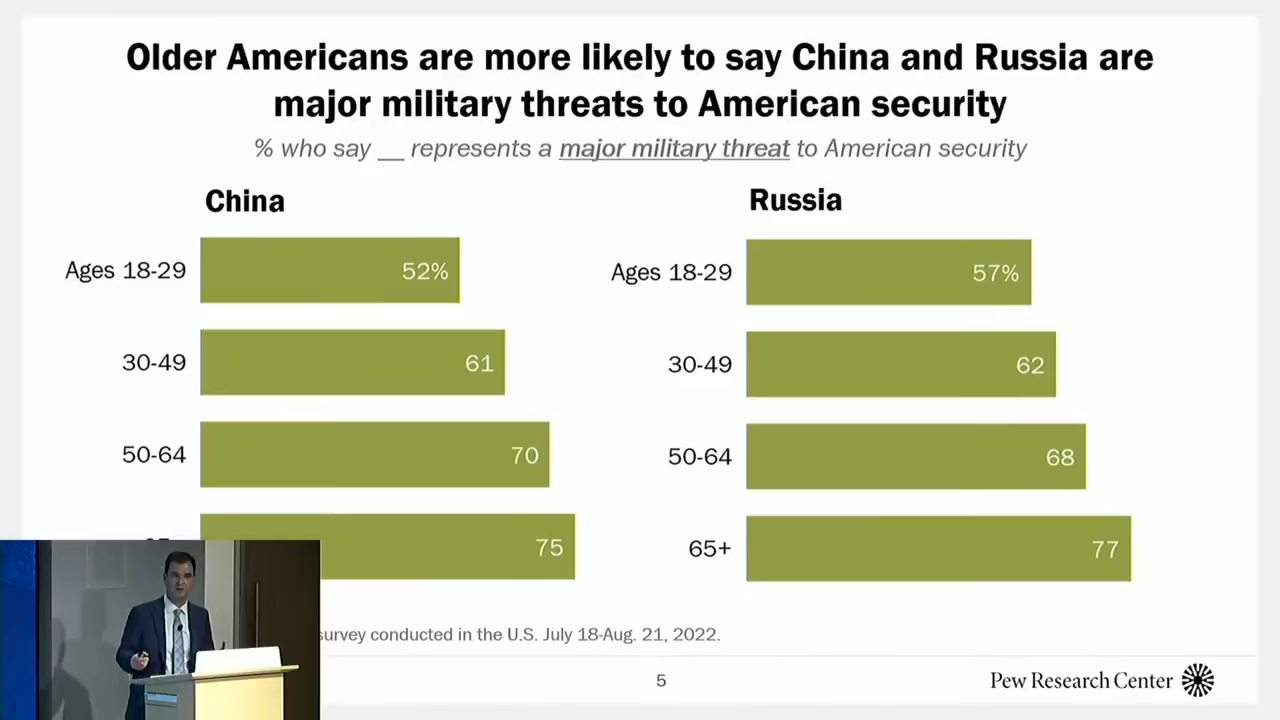 Older Americans are more likely to say China and Russia are
major military threats to American security
% who say __ represents a major military threat to American security
China
Ages 18-29 52%
30-49 61
50-64 70
75
Russia
Ages 18-29 57%
30-49 62
50-64 68
65+ 77
survey conducted in the U.S. July 18-Aug. 21, 2022.
5
Pew Research Center